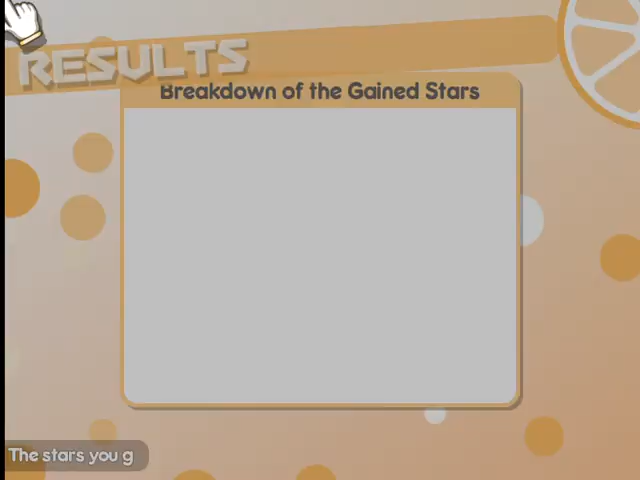 RESULTS
Breakdown of the Gained Stars
The stars you g